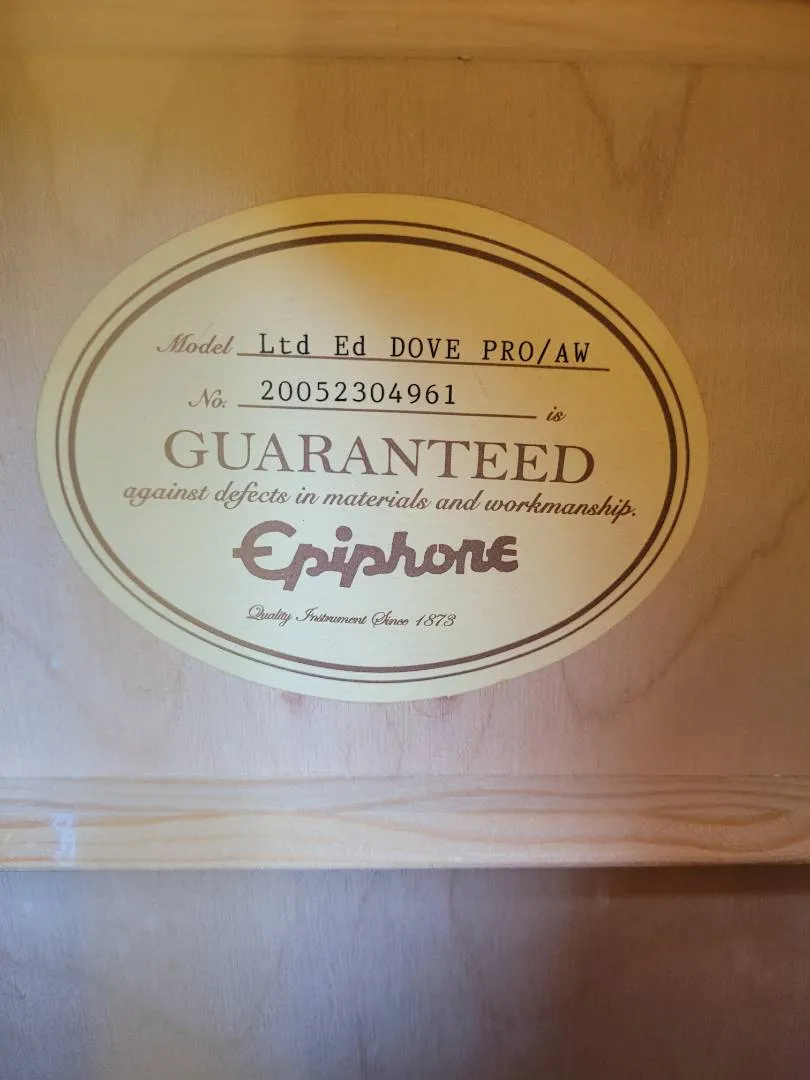 Model Ltd Ed DOVE PRO/AW
No: 20052304961 is
GUARANTEED
against defects in materials and workmanship.
Epiphone
Quality Instrument Since 1873